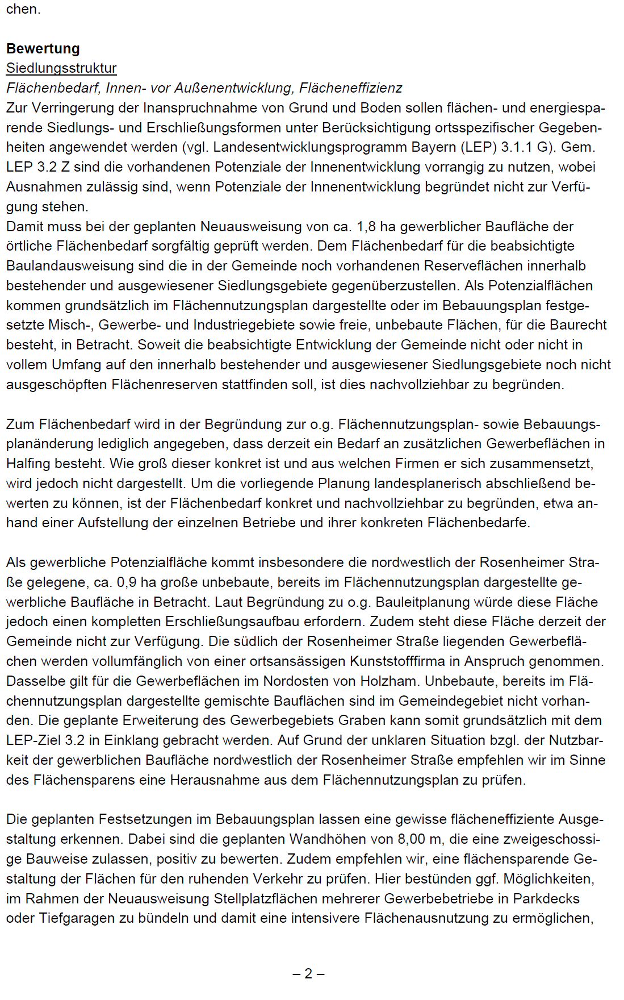 chen.
Bewertung
Siedlungsstruktur
Flächenbedarf, Innen- vor Außenentwicklung, Flächeneffizienz
Zur Verringerung der Inanspruchnahme von Grund und Boden sollen flächen- und energiespa-
rende Siedlungs- und Erschließungsformen unter Berücksichtigung ortsspezifischer Gegeben-
heiten angewendet werden (vgl. Landesentwicklungsprogramm Bayern (LEP) 3.1.1 G). Gem.
LEP 3.2 Z sind die vorhandenen Potenziale der Innenentwicklung vorrangig zu nutzen, wobei
Ausnahmen zulässig sind, wenn Potenziale der Innenentwicklung begründet nicht zur Verfü-
gung stehen.
Damit muss bei der geplanten Neuausweisung von ca. 1,8 ha gewerblicher Baufläche der
örtliche Flächenbedarf sorgfältig geprüft werden. Dem Flächenbedarf für die beabsichtigte
Baulandausweisung sind die in der Gemeinde noch vorhandenen Reserveflächen innerhalb
bestehender und ausgewiesener Siedlungsgebiete gegenüberzustellen. Als Potenzialflächen
kommen grundsätzlich im Flächennutzungsplan dargestellte oder im Bebauungsplan festge-
setzte Misch-, Gewerbe- und Industriegebiete sowie freie, unbebaute Flächen, für die Baurecht
besteht, in Betracht. Soweit die beabsichtigte Entwicklung der Gemeinde nicht oder nicht in
vollem Umfang auf den innerhalb bestehender und ausgewiesener Siedlungsgebiete noch nicht
ausgeschöpften Flächenreserven stattfinden soll, ist dies nachvollziehbar zu begründen.
Zum Flächenbedarf wird in der Begründung zur o.g. Flächennutzungsplan- sowie Bebauungs-
planänderung lediglich angegeben, dass derzeit ein Bedarf an zusätzlichen Gewerbeflächen in
Halfing besteht. Wie groß dieser konkret ist und aus welchen Firmen er sich zusammensetzt,
wird jedoch nicht dargestellt. Um die vorliegende Planung landesplanerisch abschließend be-
werten zu können, ist der Flächenbedarf konkret und nachvollziehbar zu begründen, etwa an-
hand einer Aufstellung der einzelnen Betriebe und ihrer konkreten Flächenbedarfe.
Als gewerbliche Potenzialfläche kommt insbesondere die nordwestlich der Rosenheimer Stra-
ße gelegene, ca. 0,9 ha große unbebaute, bereits im Flächennutzungsplan dargestellte ge-
werbliche Baufläche in Betracht. Laut Begründung zu o.g. Bauleitplanung würde diese Fläche
jedoch einen kompletten Erschließungsaufbau erfordern. Zudem steht diese Fläche derzeit der
Gemeinde nicht zur Verfügung. Die südlich der Rosenheimer Straße liegenden Gewerbeflä-
chen werden vollumfänglich von einer ortsansässigen Kunststofffirma in Anspruch genommen.
Dasselbe gilt für die Gewerbeflächen im Nordosten von Holzham. Unbebaute, bereits im Flä-
chennutzungsplan dargestellte gemischte Bauflächen sind im Gemeindegebiet nicht vorhan-
den. Die geplante Erweiterung des Gewerbegebiets Graben kann somit grundsätzlich mit dem
LEP-Ziel 3.2 in Einklang gebracht werden. Auf Grund der unklaren Situation bzgl. der Nutzbar-
keit der gewerblichen Baufläche nordwestlich der Rosenheimer Straße empfehlen wir im Sinne
des Flächensparens eine Herausnahme aus dem Flächennutzungsplan zu prüfen.
Die geplanten Festsetzungen im Bebauungsplan lassen eine gewisse flächeneffiziente Ausge-
staltung erkennen. Dabei sind die geplanten Wandhöhen von 8,00 m, die eine zweigeschossi-
ge Bauweise zulassen, positiv zu bewerten. Zudem empfehlen wir, eine flächensparende Ge-
staltung der Flächen für den ruhenden Verkehr zu prüfen. Hier bestünden ggf. Möglichkeiten,
im Rahmen der Neuausweisung Stellplatzflächen mehrerer Gewerbebetriebe in Parkdecks
oder Tiefgaragen zu bündeln und damit eine intensivere Flächenausnutzung zu ermöglichen,
– 2 –